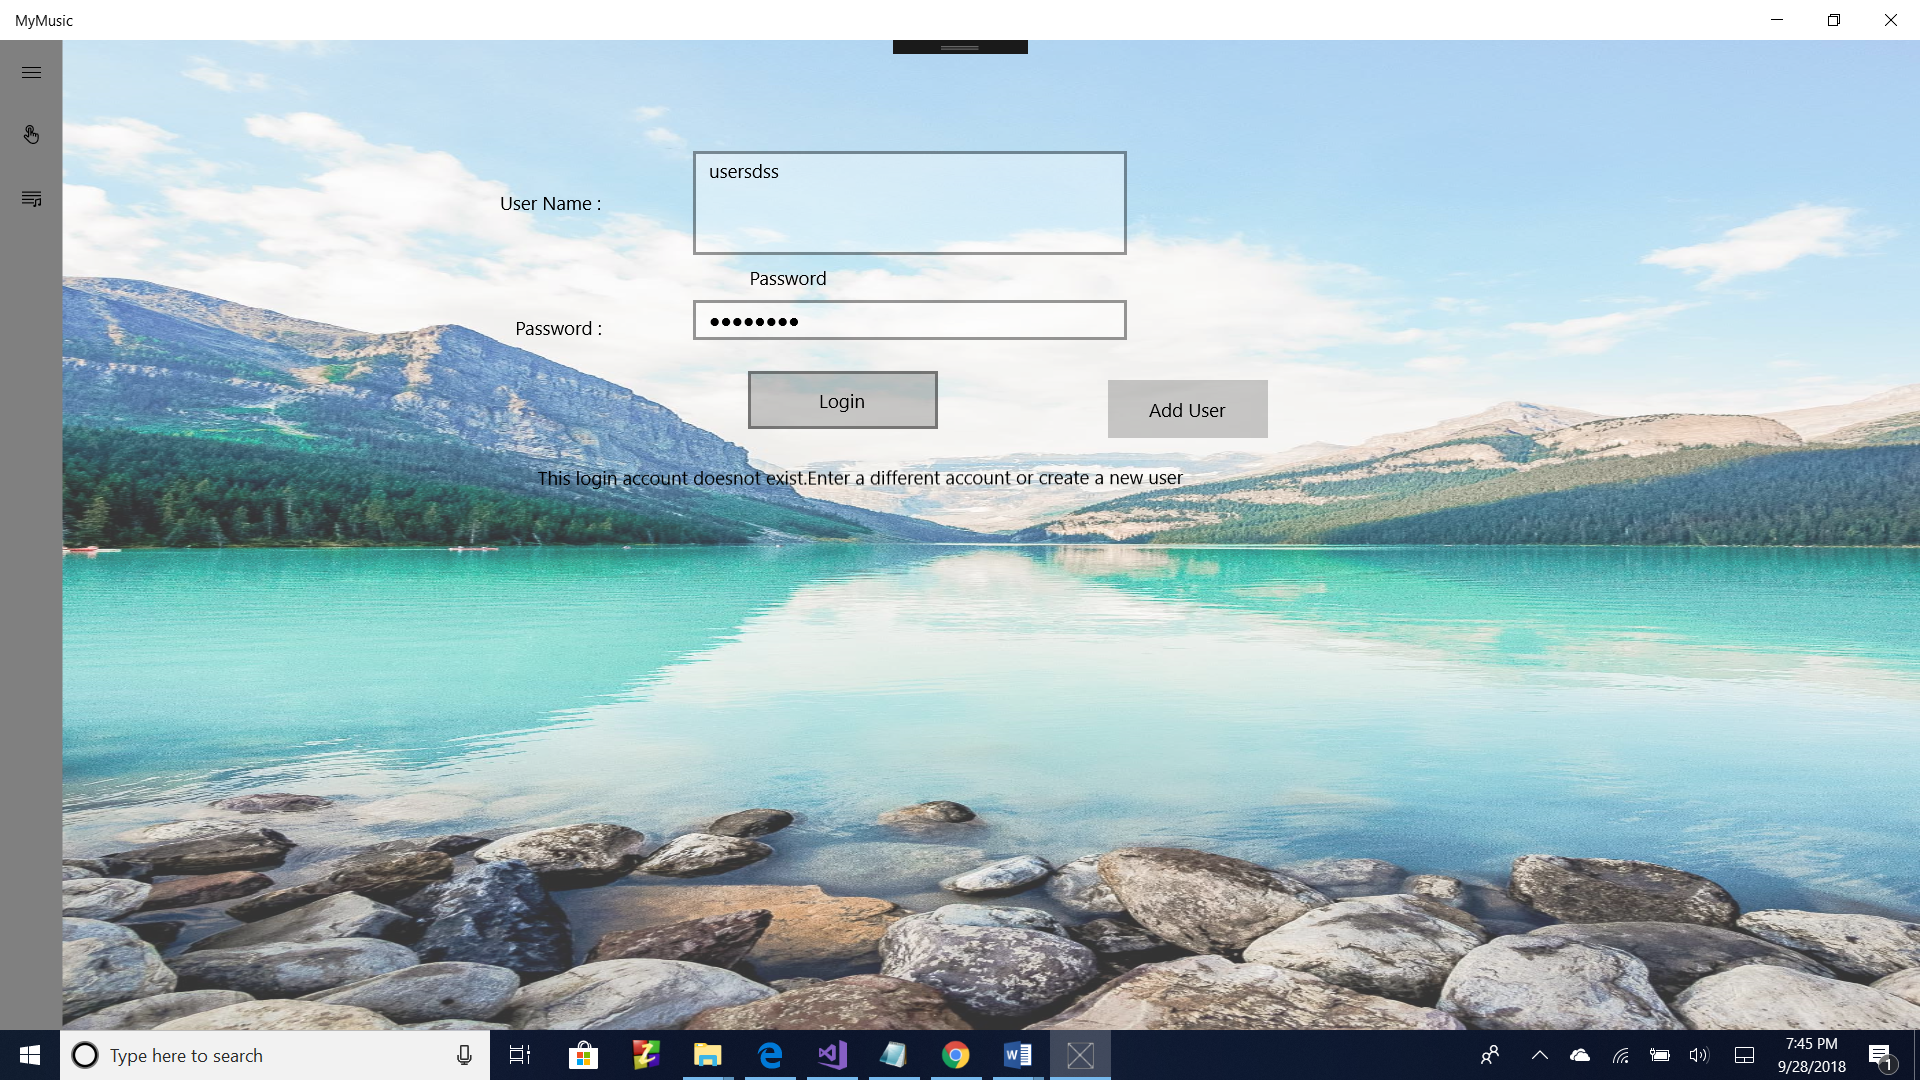 MyMusic
usersdss
User Name :
Password
Password :
Login
Add User
This login account doesnot exist.Enter a different account or create a new user
Type here to search
7:45 PM
9/28/2018
1